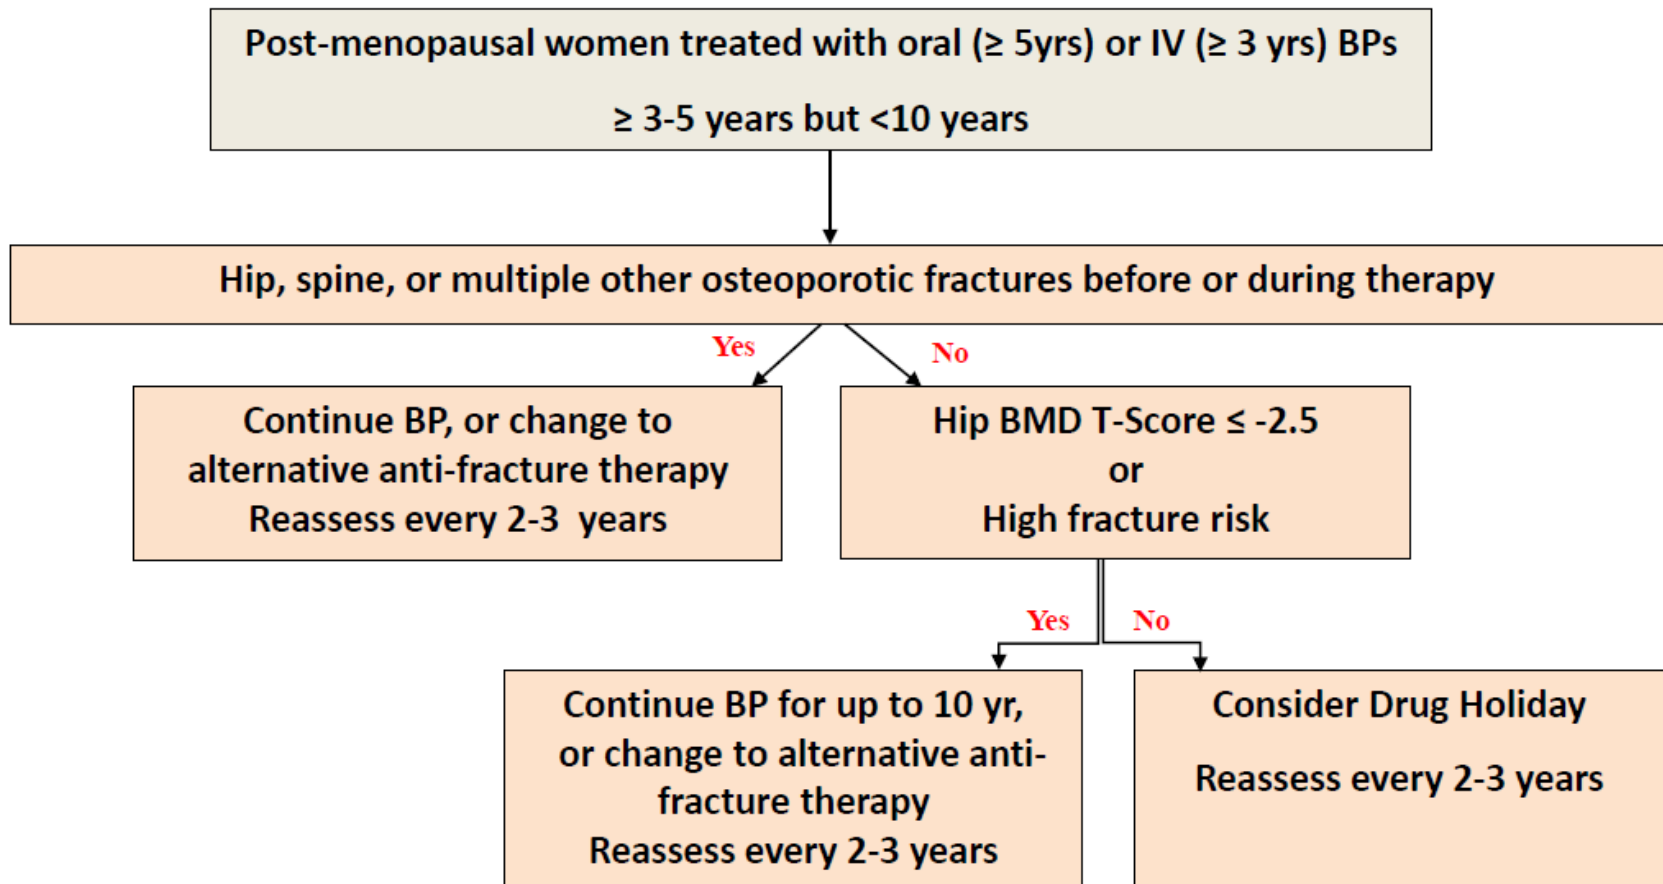 Post-menopausal women treated with oral (≥ 5yrs) or IV (≥ 3 yrs) BPs
≥ 3-5 years but <10 years
Hip, spine, or multiple other osteoporotic fractures before or during therapy
Yes
No
Continue BP, or change to
alternative anti-fracture therapy
Reassess every 2-3 years
Hip BMD T-Score ≤ -2.5
or
High fracture risk
Yes
No
Continue BP for up to 10 yr,
or change to alternative anti-
fracture therapy
Reassess every 2-3 years
Consider Drug Holiday
Reassess every 2-3 years